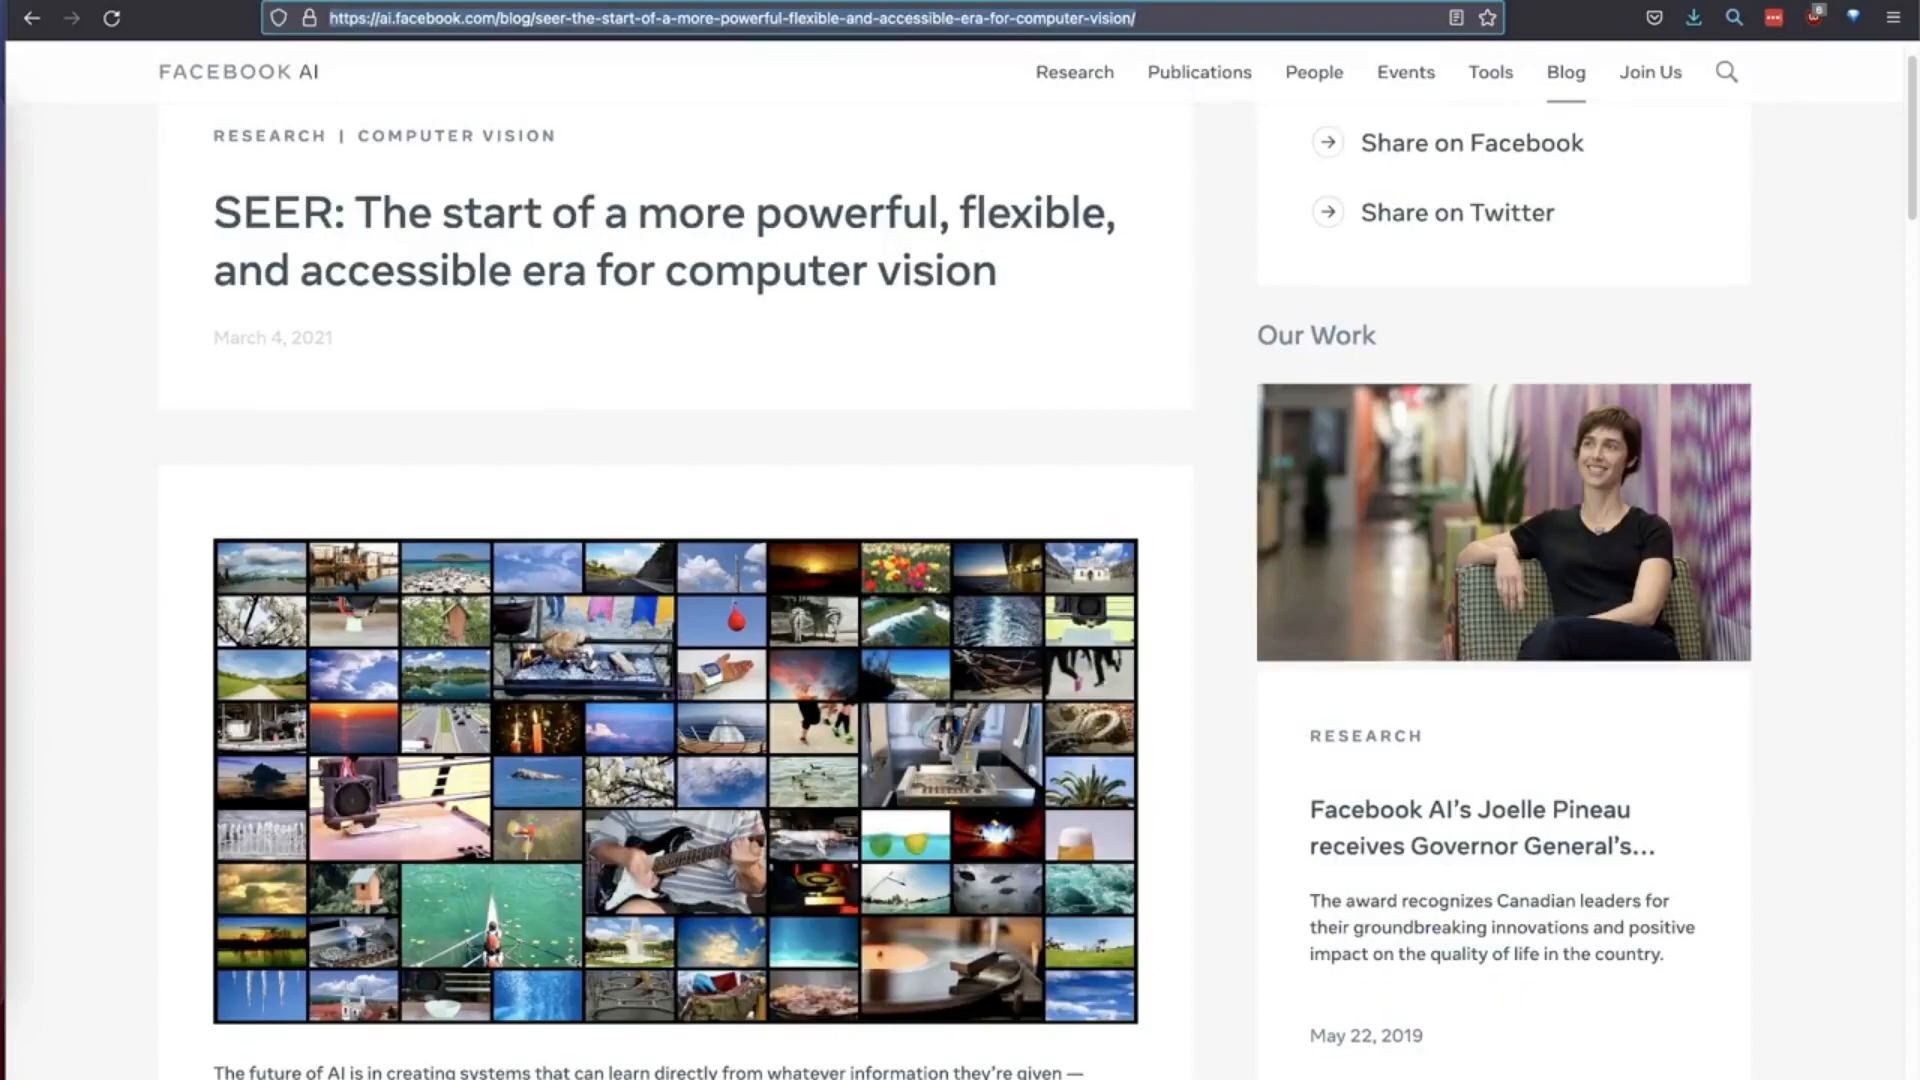 https://ai.facebook.com/blog/seer-the-start-of-a-more-powerful-flexible-and-accessible-era-for-computer-vision/
6
FACEBOOK AI
Research Publications People Events Tools Blog Join Us
RESEARCH | COMPUTER VISION
SEER: The start of a more powerful, flexible,
and accessible era for computer vision
March 4, 2021
The future of AI is in creating systems that can learn directly from whatever information they're given —
Share on Facebook
Share on Twitter
Our Work
RESEARCH
Facebook AI's Joelle Pineau
receives Governor General's...
The award recognizes Canadian leaders for
their groundbreaking innovations and positive
impact on the quality of life in the country.
May 22, 2019